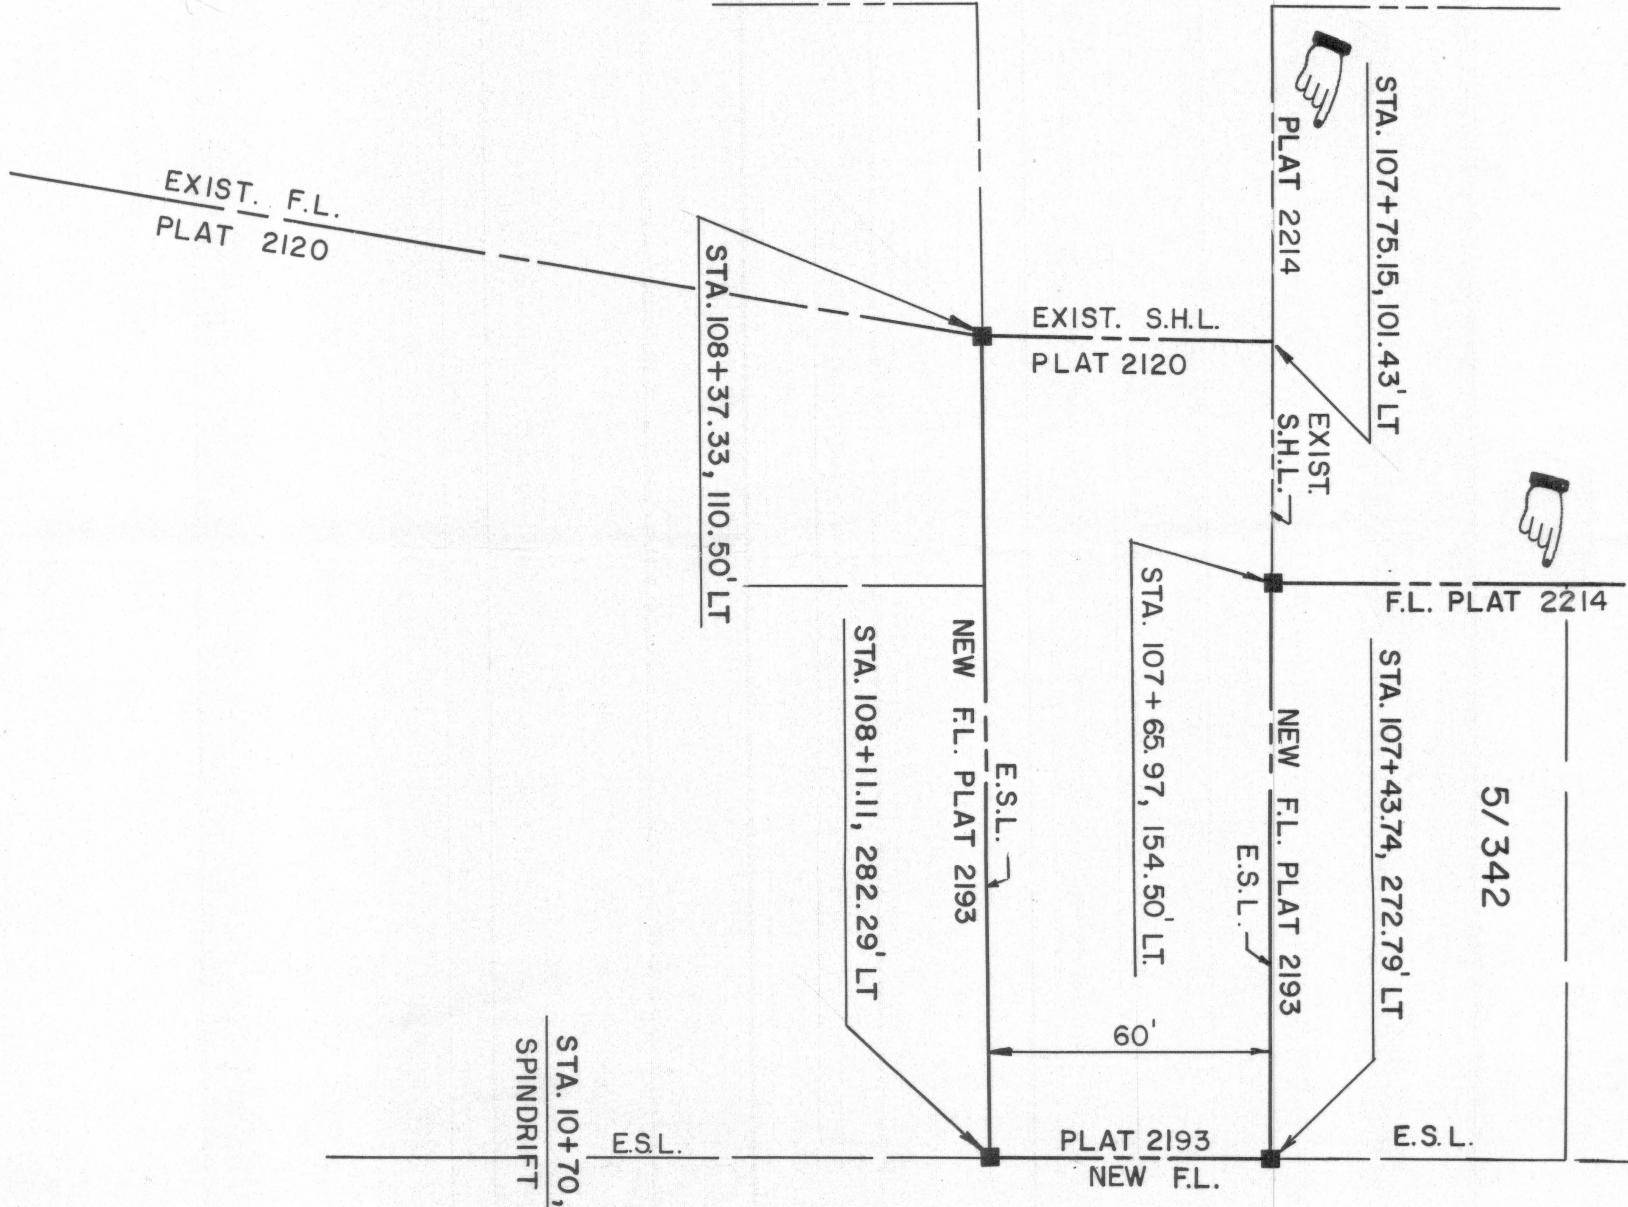 EXIST. F.L.
PLAT 2120
STA. 108+37.33, 110.50' LT
EXIST. S.H.L.
PLAT 2120
PLAT 2214
STA. 107+75.15, 101.43' LT
EXIST.
S.H.L.
F.L. PLAT 2214
STA. 107+65.97, 154.50' LT.
NEW F.L. PLAT 2193
E.S.L.
STA. 108+11.11, 282.29' LT
NEW F.L. PLAT 2193
E.S.L.
STA. 107+43.74, 272.79' LT
5/342
60'
STA. 10+70,
SPINDRIFT
E.S.L.
PLAT 2193
NEW F.L.
E.S.L.